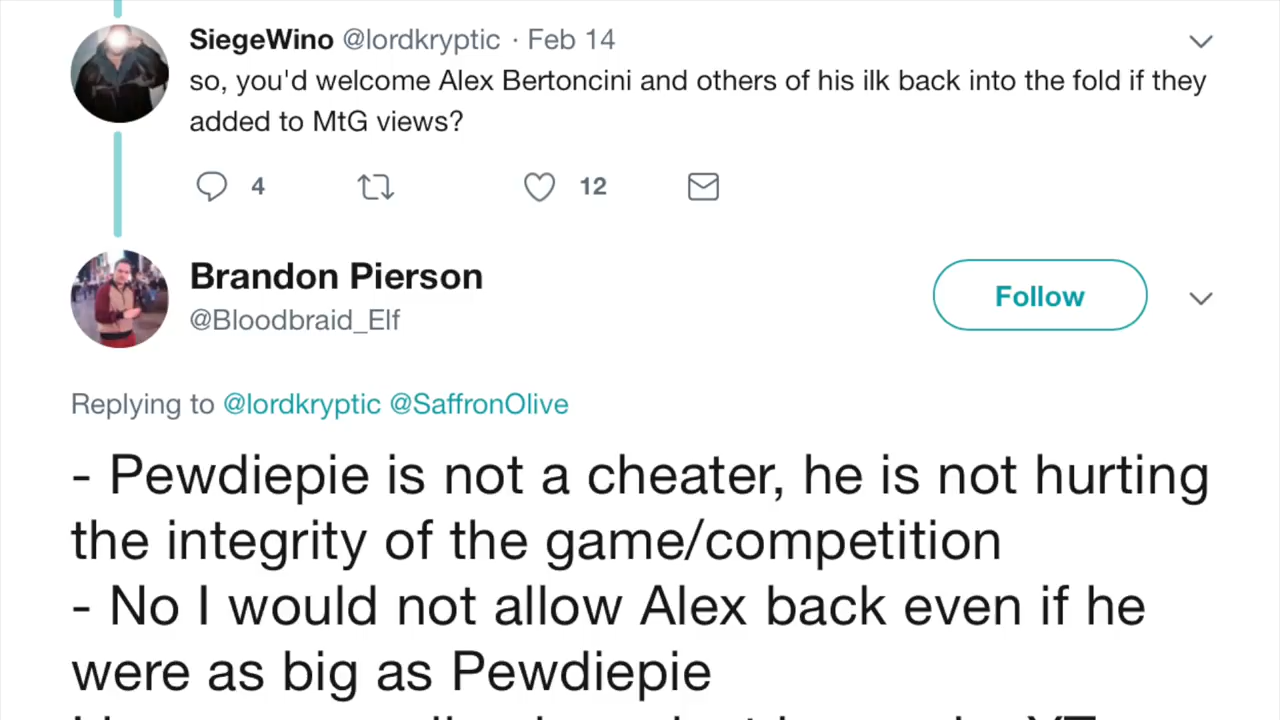 SiegeWino @lordkryptic · Feb 14
so, you'd welcome Alex Bertoncini and others of his ilk back into the fold if they
added to MtG views?
4 12
Brandon Pierson
@Bloodbraid_Elf
Follow
Replying to @lordkryptic @SaffronOlive
- Pewdiepie is not a cheater, he is not hurting
the integrity of the game/competition
- No I would not allow Alex back even if he
were as big as Pewdiepie